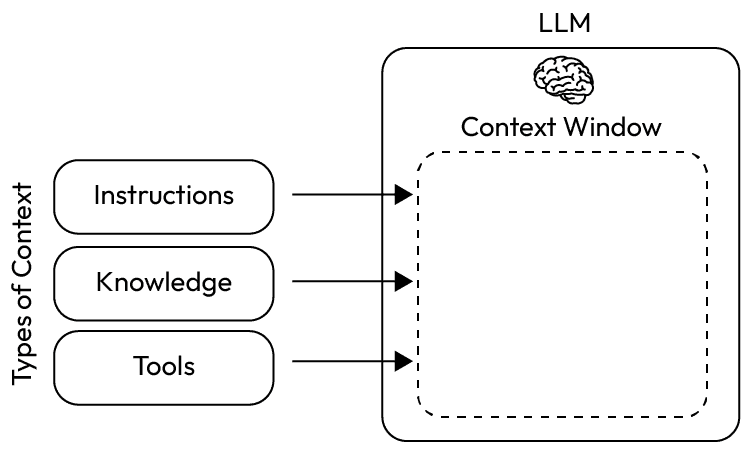 LLM
Context Window
Types of Context
Instructions
Knowledge
Tools